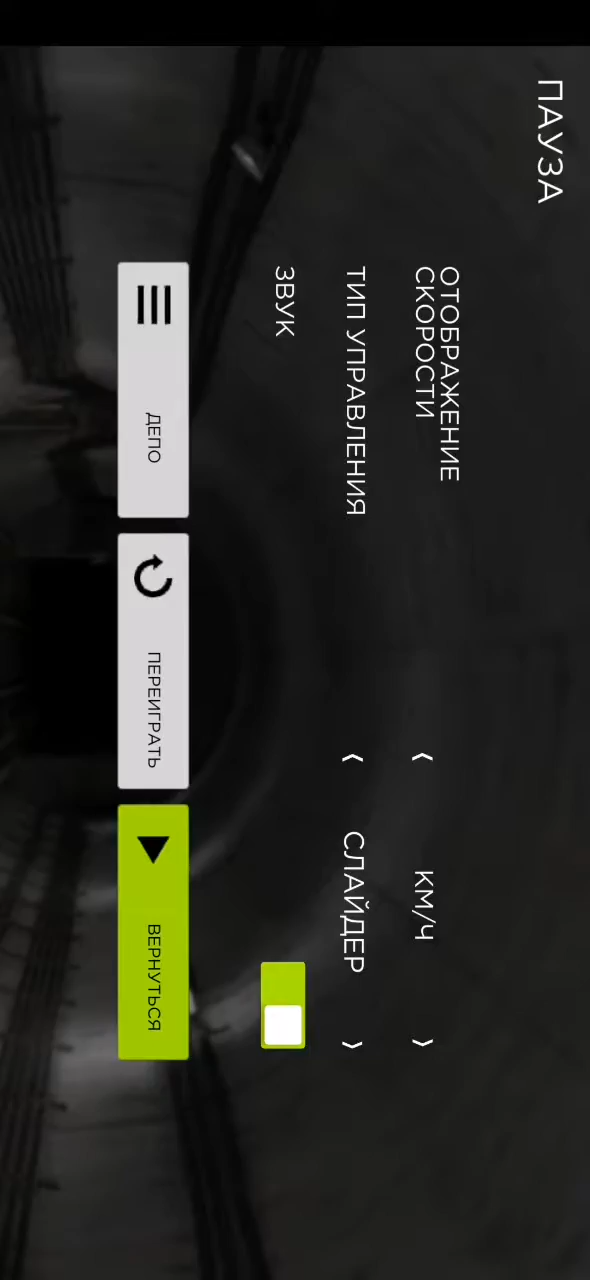 ПАУЗА
ОТОБРАЖЕНИЕ
СКОРОСТИ
КМ/Ч
ТИП УПРАВЛЕНИЯ
СЛАЙДЕР
ЗВУК
ДЕПО
ПЕРЕИГРАТЬ
ВЕРНУТЬСЯ